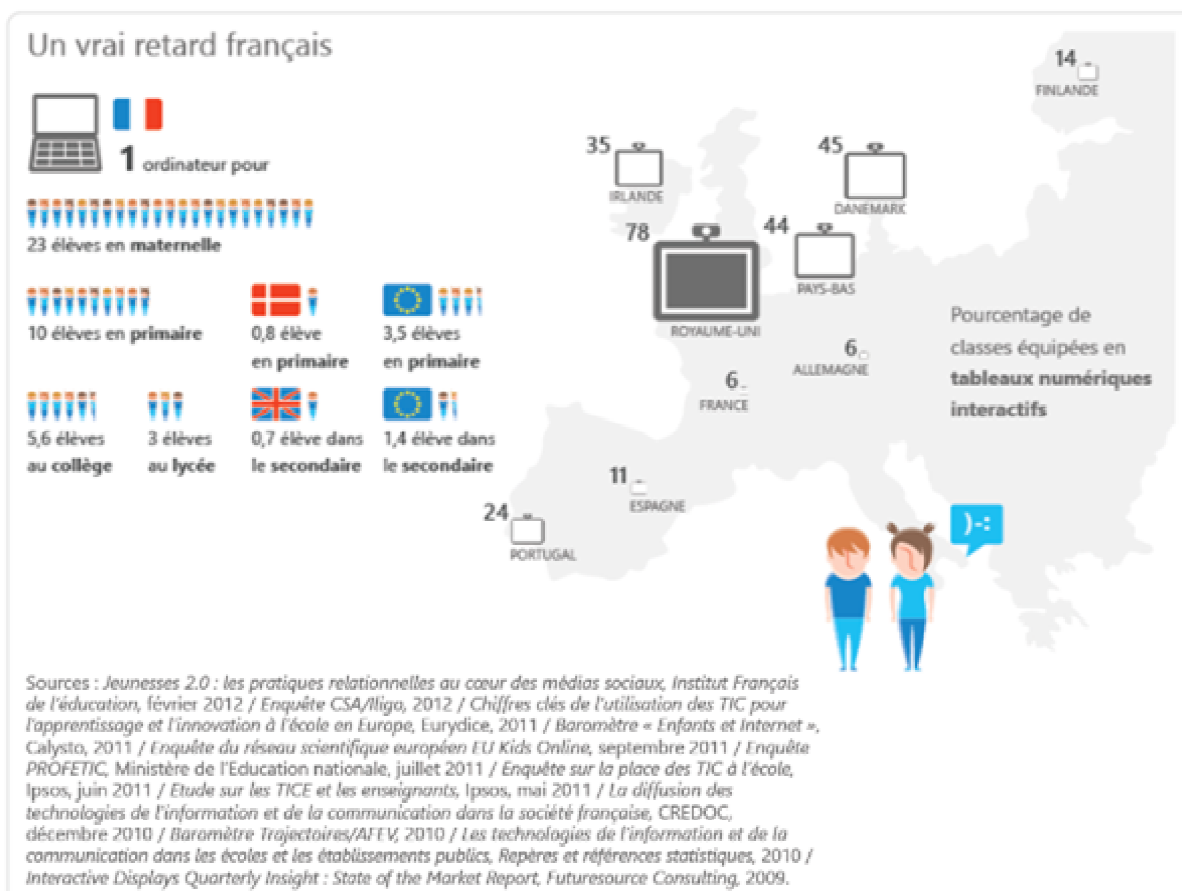 Un vrai retard français
1 ordinateur pour
23 élèves en maternelle
10 élèves en primaire
0,8 élève
en primaire
3,5 élèves
en primaire
5,6 élèves
au collège
3 élèves
au lycée
0,7 élève dans
le secondaire
1,4 élève dans
le secondaire
14
FINLANDE
35
IRLANDE
45
DANEMARK
78
ROYAUME-UNI
44
PAYS-BAS
6
ALLEMAGNE
6
FRANCE
11
ESPAGNE
24
PORTUGAL
Pourcentage de
classes équipées en
tableaux numériques
interactifs
)-:
Sources : Jeunesses 2.0 : les pratiques relationnelles au cœur des médias sociaux, Institut Français
de l'éducation, février 2012 / Enquête CSA/Iligo, 2012 / Chiffres clés de l'utilisation des TIC pour
l'apprentissage et l'innovation à l'école en Europe, Eurydice, 2011 / Baromètre « Enfants et Internet »,
Calysto, 2011 / Enquête du réseau scientifique européen EU Kids Online, septembre 2011 / Enquête
PROFETIC, Ministère de l'Education nationale, juillet 2011 / Enquête sur la place des TIC à l'école,
Ipsos, juin 2011 / Etude sur les TICE et les enseignants, Ipsos, mai 2011 / La diffusion des
technologies de l'information et de la communication dans la société française, CREDOC,
décembre 2010 / Baromètre Trajectoires/AFEV, 2010 / Les technologies de l'information et de la
communication dans les écoles et les établissements publics, Repères et références statistiques, 2010 /
Interactive Displays Quarterly Insight : State of the Market Report, Futuresource Consulting, 2009.